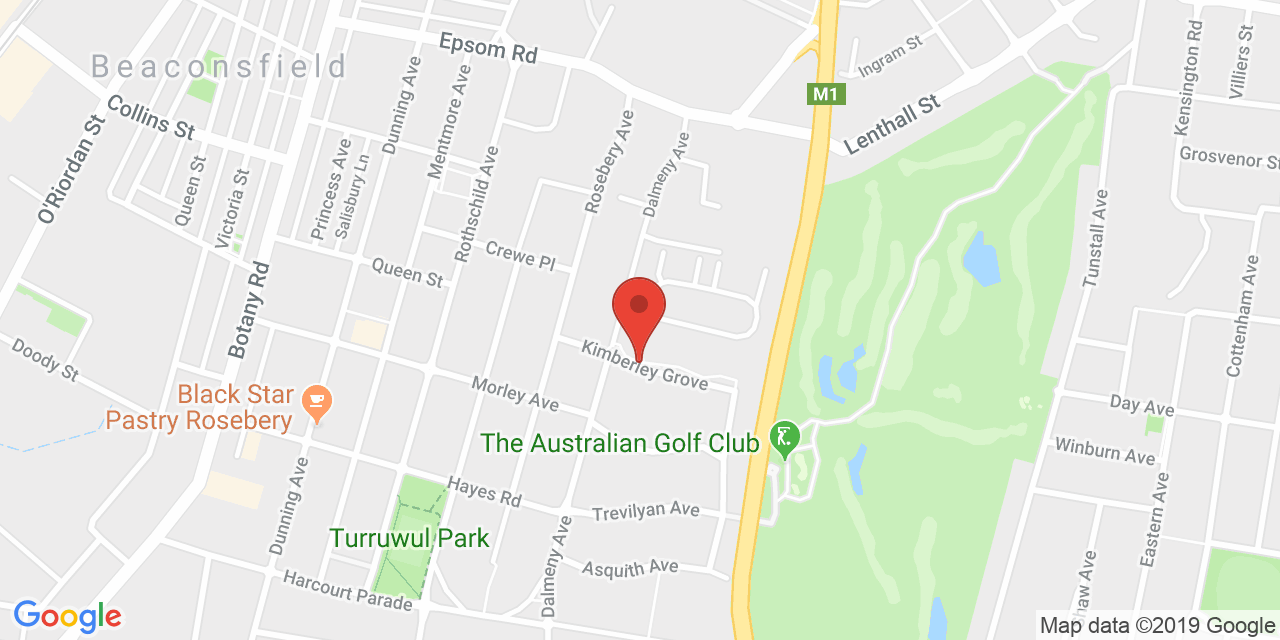 Epsom Rd
Ingram St
Kensington Rd
Villiers St
Beaconsfield
Collins St
Dunning Ave
Mentmore Ave
M1
Lenthall St
O'Riordan St
Queen St
Victoria St
Princess Ave
Salisbury Ln
Rothschild Ave
Rosebery Ave
Dalmeny Ave
Grosvenor St
Tunstall Ave
Crewe Pl
Queen St
Botany Rd
Cottenham Ave
Doody St
Kimberley Grove
Morley Ave
Black Star
Pastry Rosebery
Day Ave
The Australian Golf Club
Winburn Ave
Hayes Rd
Trevilyan Ave
Dunning Ave
Eastern Ave
Turruwul Park
Dalmeny Ave
Asquith Ave
Harcourt Parade
shaw Ave
Google
Map data ©2019 Google